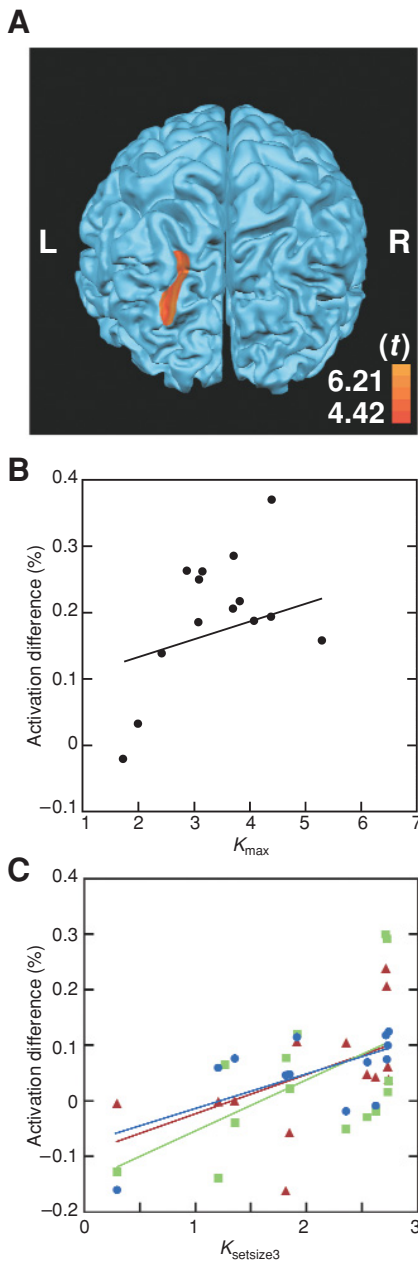 A
L R
(t)
6.21
4.42
B
0.4
0.3
0.2
0.1
0
–0.1
Activation difference (%)
1 2 3 4 5 6 7
Kmax
C
0.4
0.3
0.2
0.1
0
–0.1
–0.2
Activation difference (%)
0 1 2 3
Ksetsize3